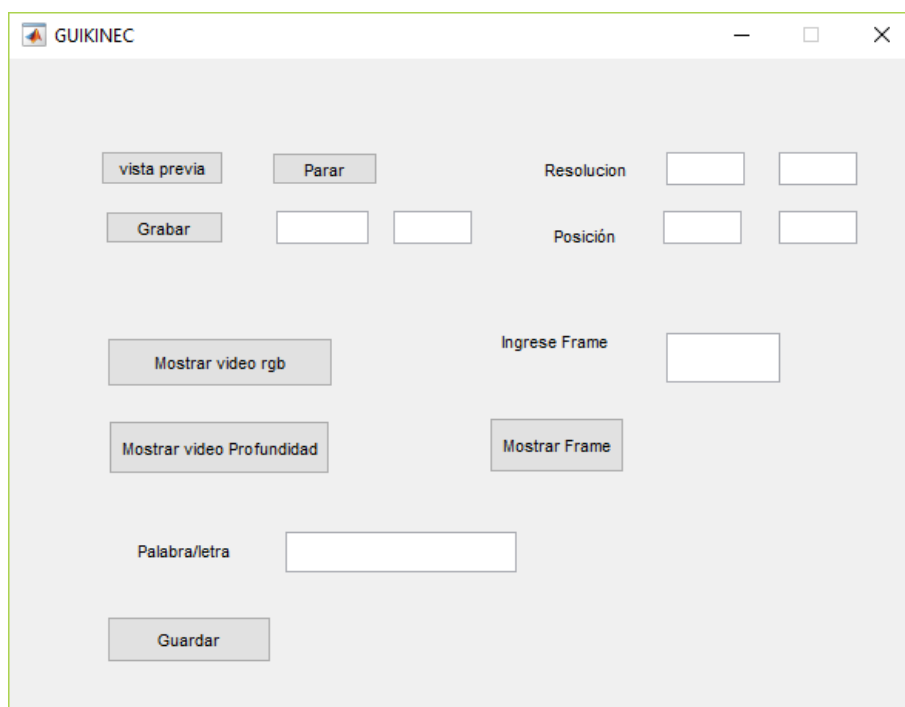 GUIKINEC
vista previa
Parar
Resolucion
Grabar
Posición
Mostrar video rgb
Ingrese Frame
Mostrar video Profundidad
Mostrar Frame
Palabra/letra
Guardar